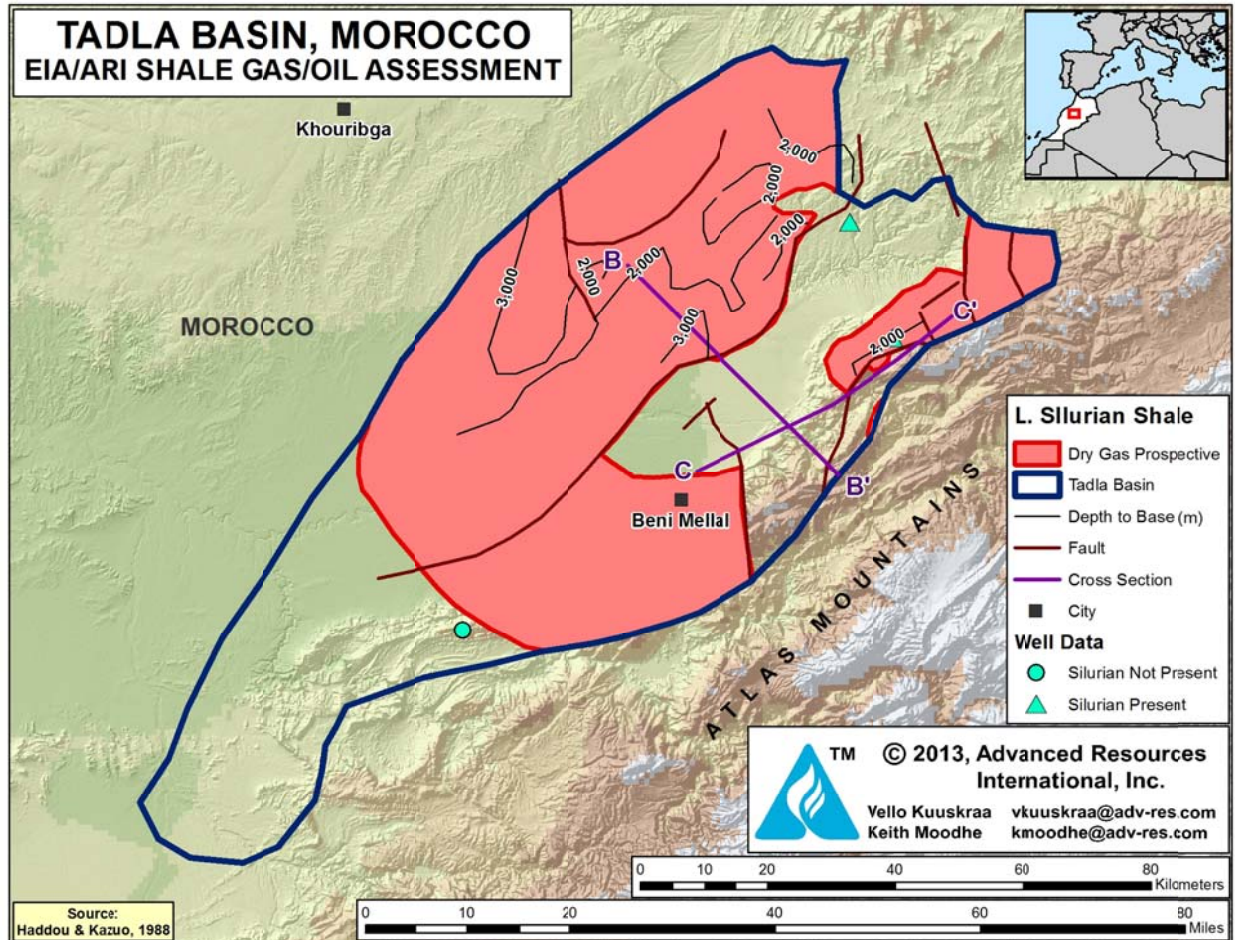 TADLA BASIN, MOROCCO
EIA/ARI SHALE GAS/OIL ASSESSMENT
Khouribga
2,000
2,000
2,000
B
2,000
2,000
3,000
MOROCCO
3,000
C'
2,000
C
B'
Beni Mellal
ATLAS MOUNTAINS
L. SIlurian Shale
Dry Gas Prospective
Tadla Basin
Depth to Base (m)
Fault
Cross Section
City
Well Data
Silurian Not Present
Silurian Present
TM
© 2013, Advanced Resources
International, Inc.
Vello Kuuskraa vkuuskraa@adv-res.com
Keith Moodhe kmoodhe@adv-res.com
0 10 20 40 60 80
Kilometers
0 10 20 40 60 80
Miles
Source:
Haddou & Kazuo, 1988